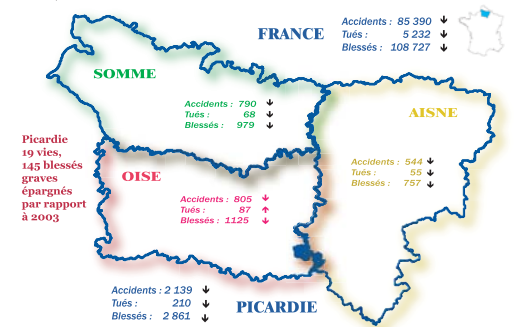 FRANCE
Accidents : 85 390
Tués : 5 232
Blessés : 108 727
SOMME
Accidents : 790
Tués : 68
Blessés : 979
AISNE
Accidents : 544
Tués : 55
Blessés : 757
Picardie
19 vies,
145 blessés
graves
épargnés
par rapport
à 2003
OISE
Accidents : 805
Tués : 87
Blessés : 1125
PICARDIE
Accidents : 2 139
Tués : 210
Blessés : 2 861